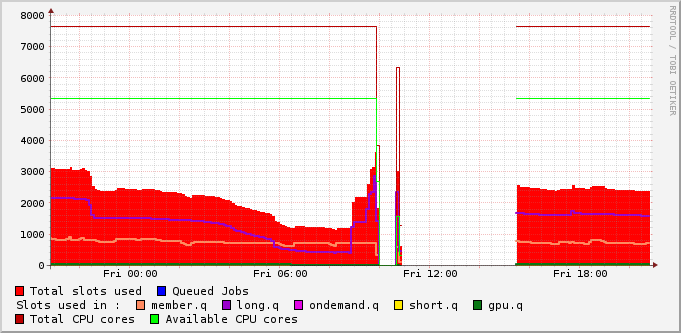 RRDTOOL / TOBI OETIKER
8000
7000
6000
5000
4000
3000
2000
1000
0
Fri 00:00 Fri 06:00 Fri 12:00 Fri 18:00
Total slots used Queued Jobs
Slots used in : member.q long.q ondemand.q short.q gpu.q
Total CPU cores Available CPU cores